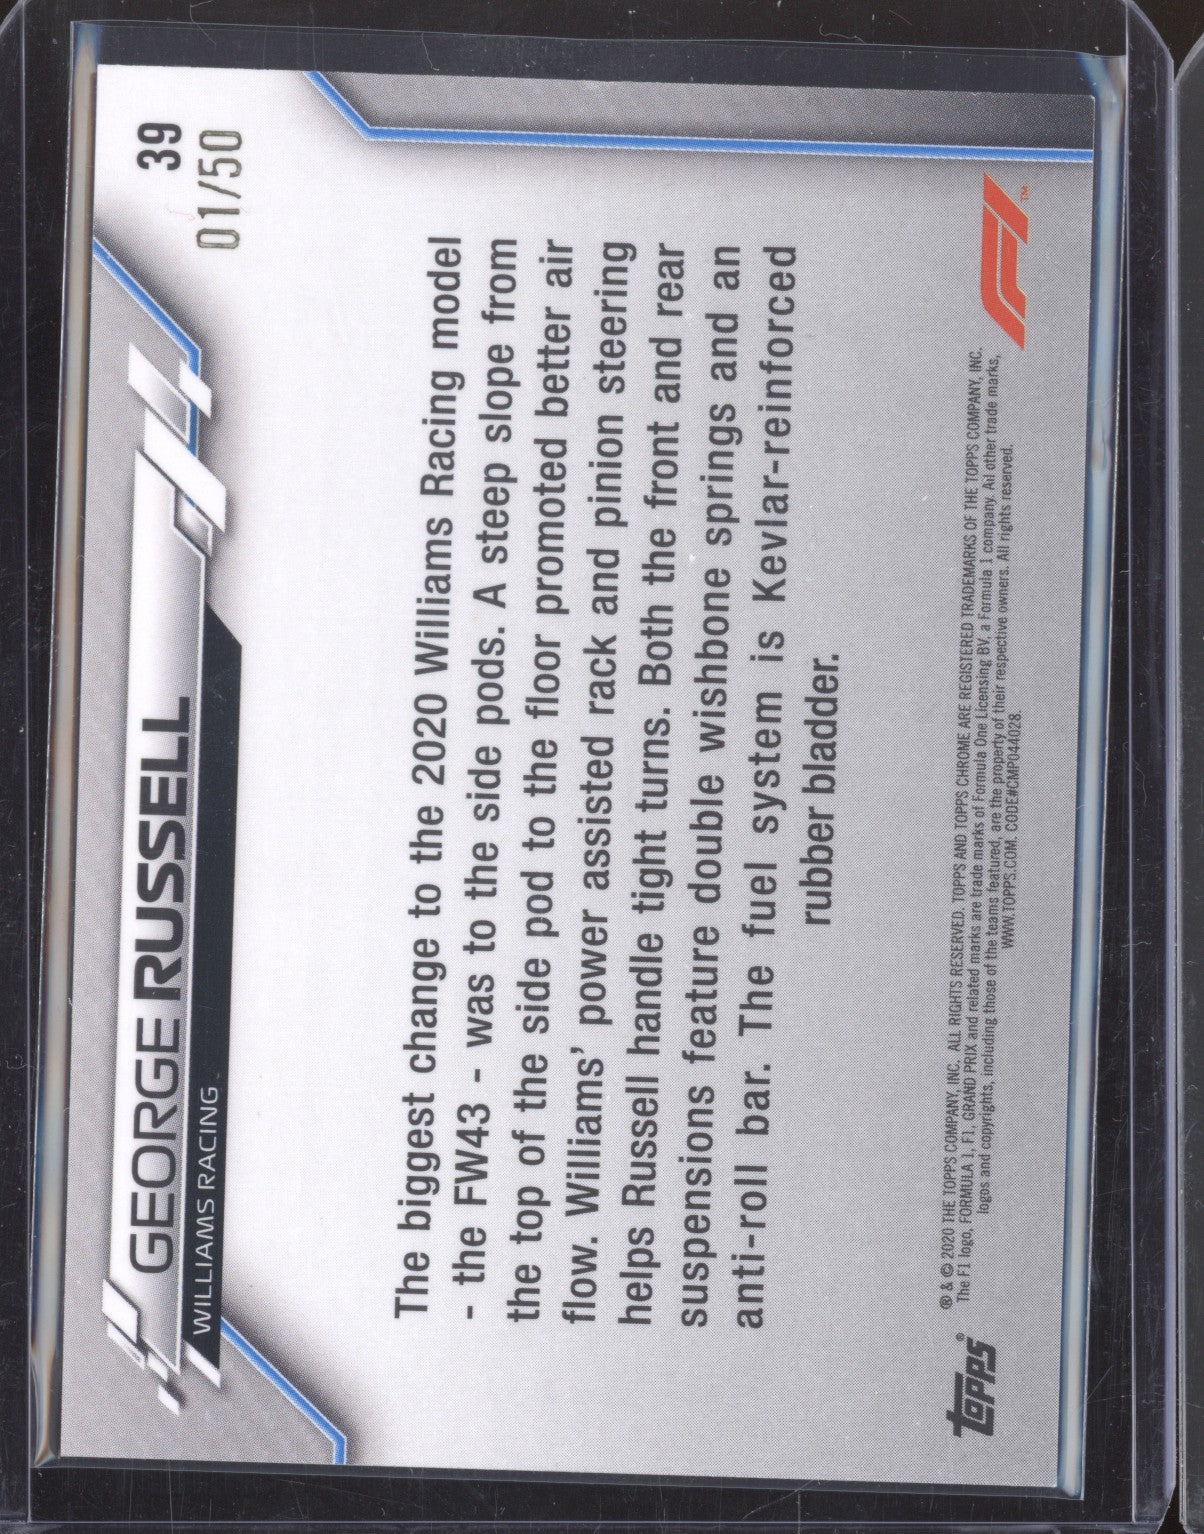 39
01/50
GEORGE RUSSELL
WILLIAMS RACING
The biggest change to the 2020 Williams Racing model
- the FW43 - was to the side pods. A steep slope from
the top of the side pod to the floor promoted better air
flow. Williams' power assisted rack and pinion steering
helps Russell handle tight turns. Both the front and rear
suspensions feature double wishbone springs and an
anti-roll bar. The fuel system is Kevlar-reinforced
rubber bladder.
topps®
® & © 2020 THE TOPPS COMPANY, INC. ALL RIGHTS RESERVED. TOPPS AND TOPPS CHROME ARE REGISTERED TRADEMARKS OF THE TOPPS COMPANY, INC.
The F1 logo, FORMULA 1, F1, GRAND PRIX and related marks are trade marks of Formula One Licensing BV, a Formula 1 company. All other trade marks,
logos and copyrights, including those of the teams featured, are the property of their respective owners. All rights reserved.
WWW.TOPPS.COM. CODE#CMP044028.
F1™